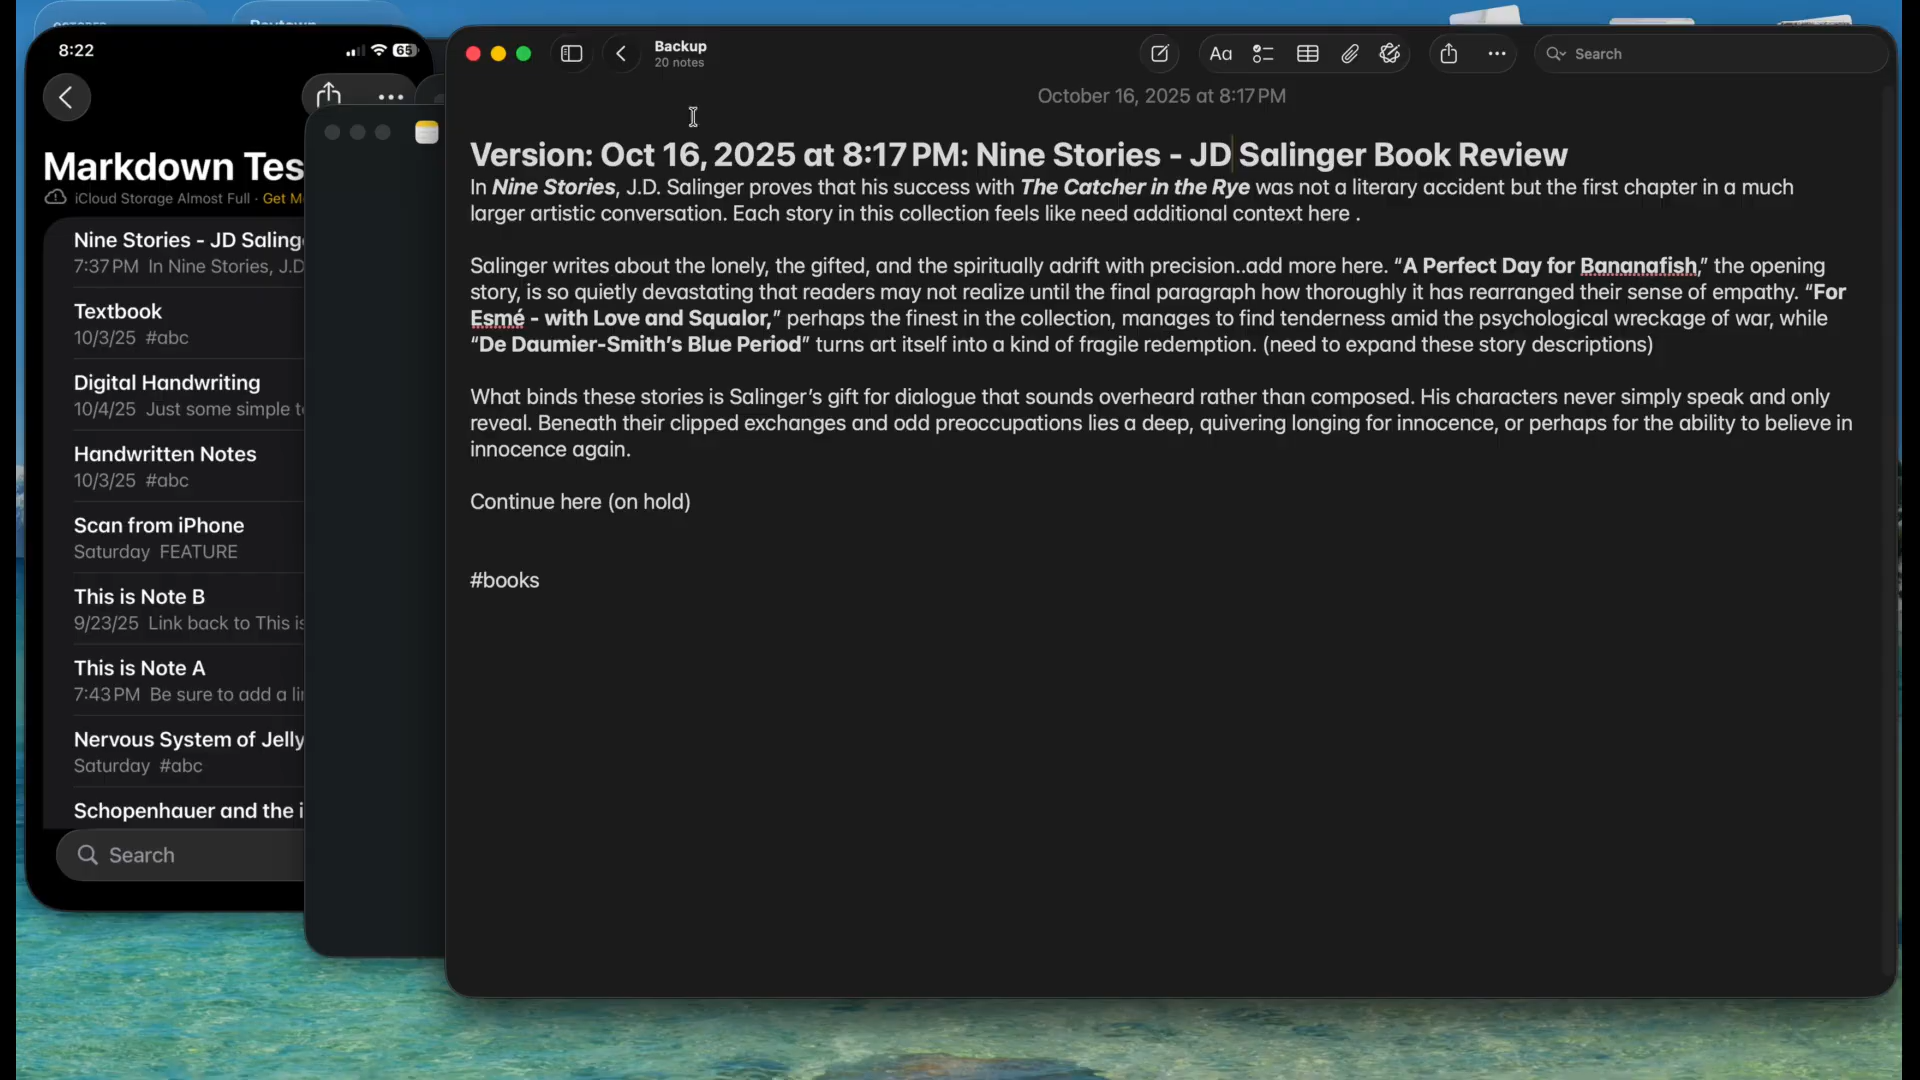 OCTOBER
8:22
65
Markdown Tes
iCloud Storage Almost Full · Get M
Nine Stories - JD Saling
7:37 PM In Nine Stories, J.D
Textbook
10/3/25 #abc
Digital Handwriting
10/4/25 Just some simple t
Handwritten Notes
10/3/25 #abc
Scan from iPhone
Saturday FEATURE
This is Note B
9/23/25 Link back to This is
This is Note A
7:43 PM Be sure to add a li
Nervous System of Jelly
Saturday #abc
Schopenhauer and the i
Search
Backup
20 notes
Aa
Search
October 16, 2025 at 8:17 PM
Version: Oct 16, 2025 at 8:17 PM: Nine Stories - JD Salinger Book Review
In Nine Stories, J.D. Salinger proves that his success with The Catcher in the Rye was not a literary accident but the first chapter in a much
larger artistic conversation. Each story in this collection feels like need additional context here .
Salinger writes about the lonely, the gifted, and the spiritually adrift with precision..add more here. “A Perfect Day for Bananafish,” the opening
story, is so quietly devastating that readers may not realize until the final paragraph how thoroughly it has rearranged their sense of empathy. “For
Esmé - with Love and Squalor,” perhaps the finest in the collection, manages to find tenderness amid the psychological wreckage of war, while
“De Daumier-Smith’s Blue Period” turns art itself into a kind of fragile redemption. (need to expand these story descriptions)
What binds these stories is Salinger’s gift for dialogue that sounds overheard rather than composed. His characters never simply speak and only
reveal. Beneath their clipped exchanges and odd preoccupations lies a deep, quivering longing for innocence, or perhaps for the ability to believe in
innocence again.
Continue here (on hold)
#books